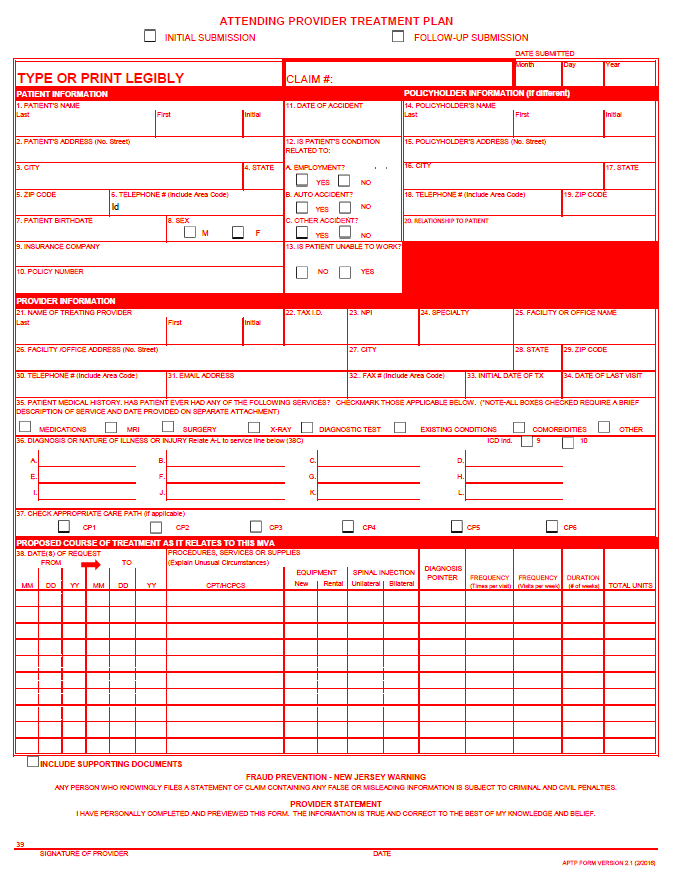 ATTENDING PROVIDER TREATMENT PLAN
INITIAL SUBMISSION FOLLOW-UP SUBMISSION
DATE SUBMITTED
Month Day Year
TYPE OR PRINT LEGIBLY CLAIM #:
PATIENT INFORMATION POLICYHOLDER INFORMATION (If different)
1. PATIENT'S NAME 11. DATE OF ACCIDENT 14. POLICYHOLDER'S NAME
Last First Initial Last First Initial
2. PATIENT'S ADDRESS (No. Street) 12. IS PATIENT'S CONDITION RELATED TO: 15. POLICYHOLDER'S ADDRESS (No. Street)
3. CITY 4. STATE A. EMPLOYMENT? 16. CITY 17. STATE
YES NO
5. ZIP CODE 6. TELEPHONE # (Include Area Code) B. AUTO ACCIDENT? 18. TELEPHONE # (Include Area Code) 19. ZIP CODE
Id YES NO
7. PATIENT BIRTHDATE 8. SEX C. OTHER ACCIDENT? 20. RELATIONSHIP TO PATIENT
M F YES NO
9. INSURANCE COMPANY 13. IS PATIENT UNABLE TO WORK?
10. POLICY NUMBER NO YES
PROVIDER INFORMATION
21. NAME OF TREATING PROVIDER 22. TAX I.D. 23. NPI 24. SPECIALTY 25. FACILITY OR OFFICE NAME
Last First Initial
26. FACILITY /OFFICE ADDRESS (No. Street) 27. CITY 28. STATE 29. ZIP CODE
30. TELEPHONE # (Include Area Code) 31. EMAIL ADDRESS 32.. FAX # (Include Area Code) 33. INITIAL DATE OF TX 34. DATE OF LAST VISIT
35. PATIENT MEDICAL HISTORY. HAS PATIENT EVER HAD ANY OF THE FOLLOWING SERVICES? CHECKMARK THOSE APPLICABLE BELOW. (*NOTE-ALL BOXES CHECKED REQUIRE A BRIEF
DESCRIPTION OF SERVICE AND DATE PROVIDED ON SEPARATE ATTACHMENT)
MEDICATIONS MRI SURGERY X-RAY DIAGNOSTIC TEST EXISTING CONDITIONS COMORBIDITIES OTHER
36. DIAGNOSIS OR NATURE OF ILLNESS OR INJURY Relate A-L to service line below (38C) ICD Ind. 9 10
A. B. C. D.
E. F. G. H.
I. J. K. L.
37. CHECK APPROPRIATE CARE PATH (if applicable)
CP1 CP2 CP3 CP4 CP5 CP6
PROPOSED COURSE OF TREATMENT AS IT RELATES TO THIS MVA
38. DATE(S) OF REQUEST PROCEDURES, SERVICES OR SUPPLIES
FROM TO (Explain Unusual Circumstances)
EQUIPMENT SPINAL INJECTION DIAGNOSIS POINTER FREQUENCY (Times per visit) FREQUENCY (Visits per week) DURATION (# of weeks)
MM DD YY MM DD YY CPT/HCPCS New Rental Unilateral Bilateral TOTAL UNITS
INCLUDE SUPPORTING DOCUMENTS
FRAUD PREVENTION - NEW JERSEY WARNING
ANY PERSON WHO KNOWINGLY FILES A STATEMENT OF CLAIM CONTAINING ANY FALSE OR MISLEADING INFORMATION IS SUBJECT TO CRIMINAL AND CIVIL PENALTIES.
PROVIDER STATEMENT
I HAVE PERSONALLY COMPLETED AND PREVIEWED THIS FORM. THE INFORMATION IS TRUE AND CORRECT TO THE BEST OF MY KNOWLEDGE AND BELIEF.
39
SIGNATURE OF PROVIDER DATE
APTP FORM VERSION 2.1 (2/2016)